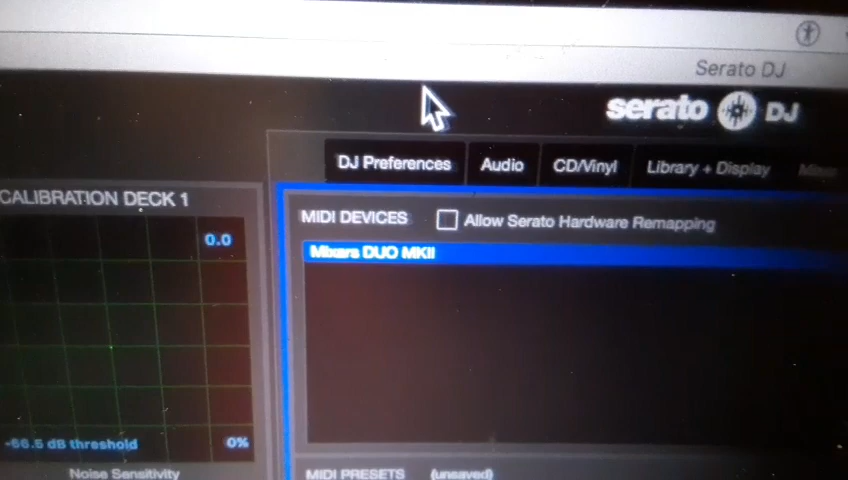 Serato DJ
serato DJ
DJ Preferences Audio CD/Vinyl Library + Display
CALIBRATION DECK 1
MIDI DEVICES Allow Serato Hardware Remapping
0.0
Mixars DUO MKII
-66.5 dB threshold 0%
Noise Sensitivity
MIDI PRESETS (unsaved)